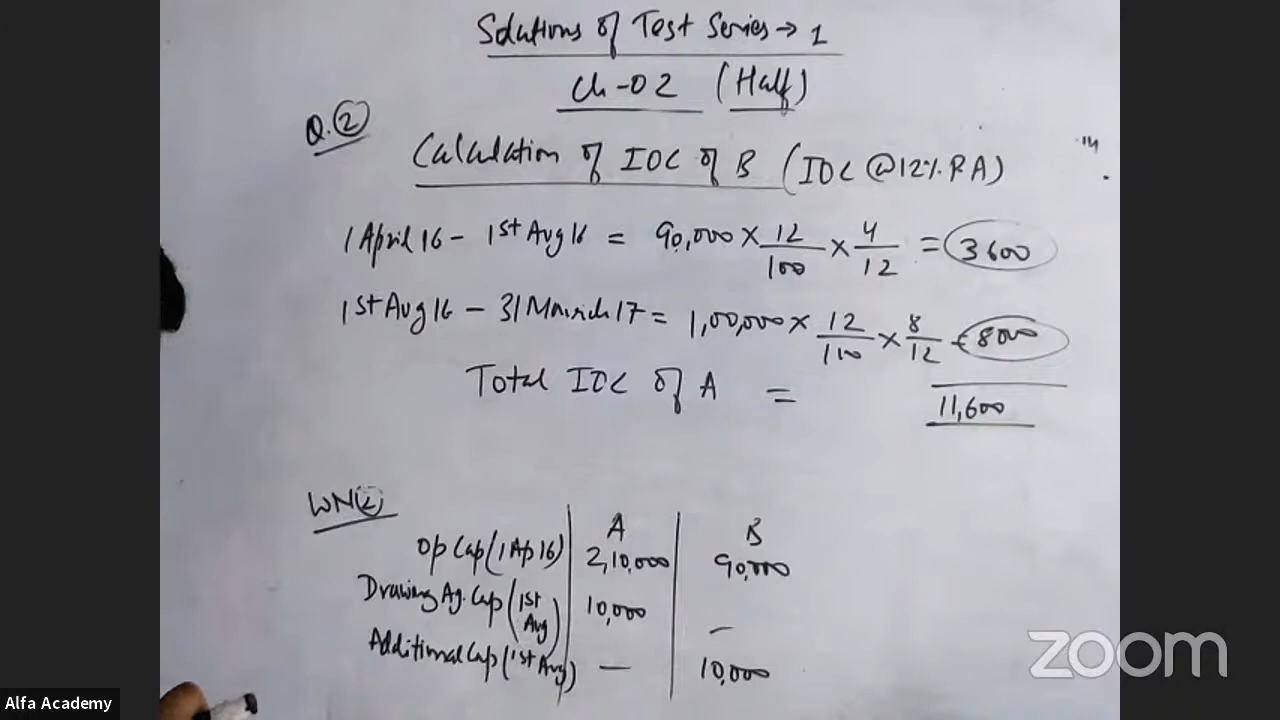 Solutions of Test Series → 1
Ch-02 (Half)
Q.②
Calculation of IOC of B (IOC @12% P.A)
1 April 16 - 1st Aug 16 = 90,000 × 12/100 × 4/12 = 3600
1st Aug 16 - 31 March 17 = 1,00,000 × 12/100 × 8/12 = 8000
Total IOC of A = 11,600
WN②
A B
Op Cap (1 Ap 16) 2,10,000 90,000
Drawing Ag. Cap (1st Aug) 10,000 —
Additional Cap (1st Aug) — 10,000
zoom
Alfa Academy